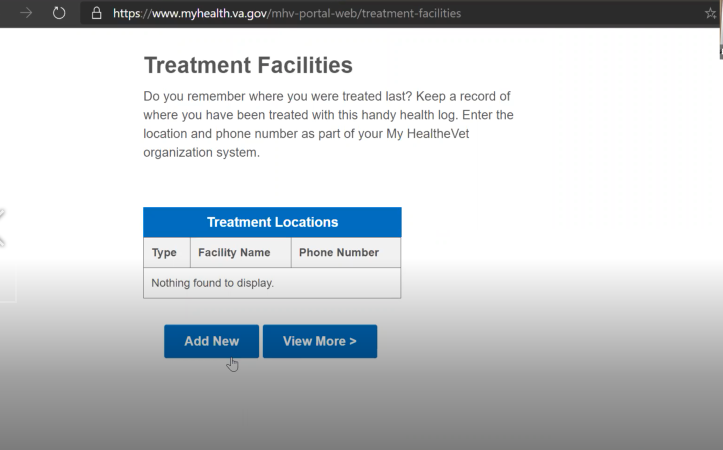 https://www.myhealth.va.gov/mhv-portal-web/treatment-facilities
Treatment Facilities
Do you remember where you were treated last? Keep a record of
where you have been treated with this handy health log. Enter the
location and phone number as part of your My HealtheVet
organization system.
Treatment Locations
Type Facility Name Phone Number
Nothing found to display.
Add New View More >